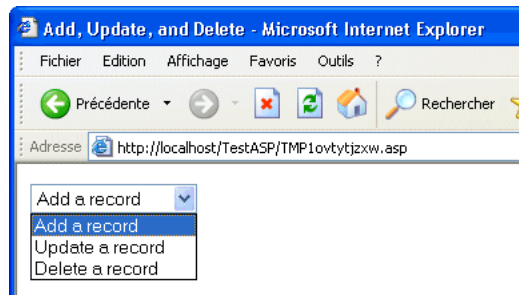 Add, Update, and Delete - Microsoft Internet Explorer
Fichier Edition Affichage Favoris Outils ?
Précédente Rechercher
Adresse http://localhost/TestASP/TMP1ovtytjzxw.asp
Add a record
Add a record
Update a record
Delete a record